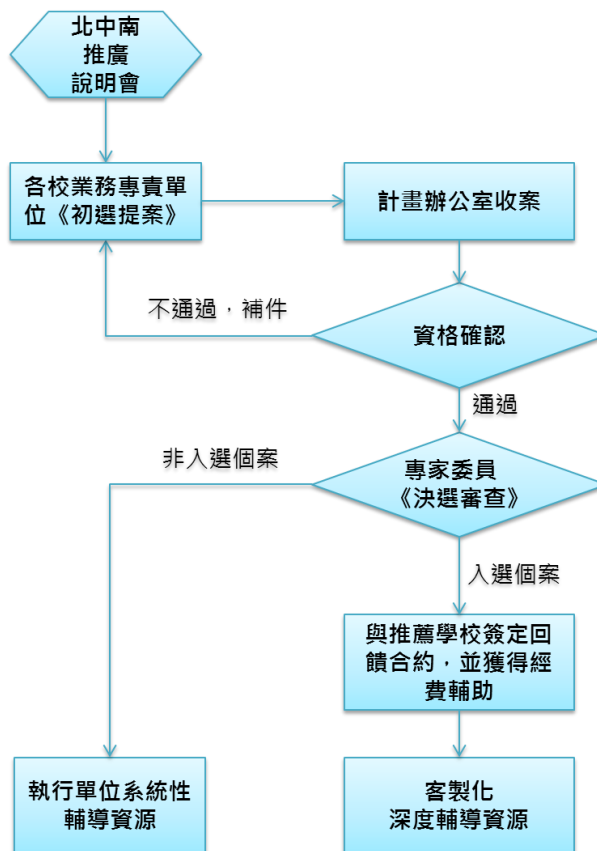 北中南
推廣
說明會
各校業務專責單
位《初選提案》
計畫辦公室收案
不通過，補件
資格確認
通過
非入選個案
專家委員
《決選審查》
入選個案
與推薦學校簽定回
饋合約，並獲得經
費輔助
執行單位系統性
輔導資源
客製化
深度輔導資源